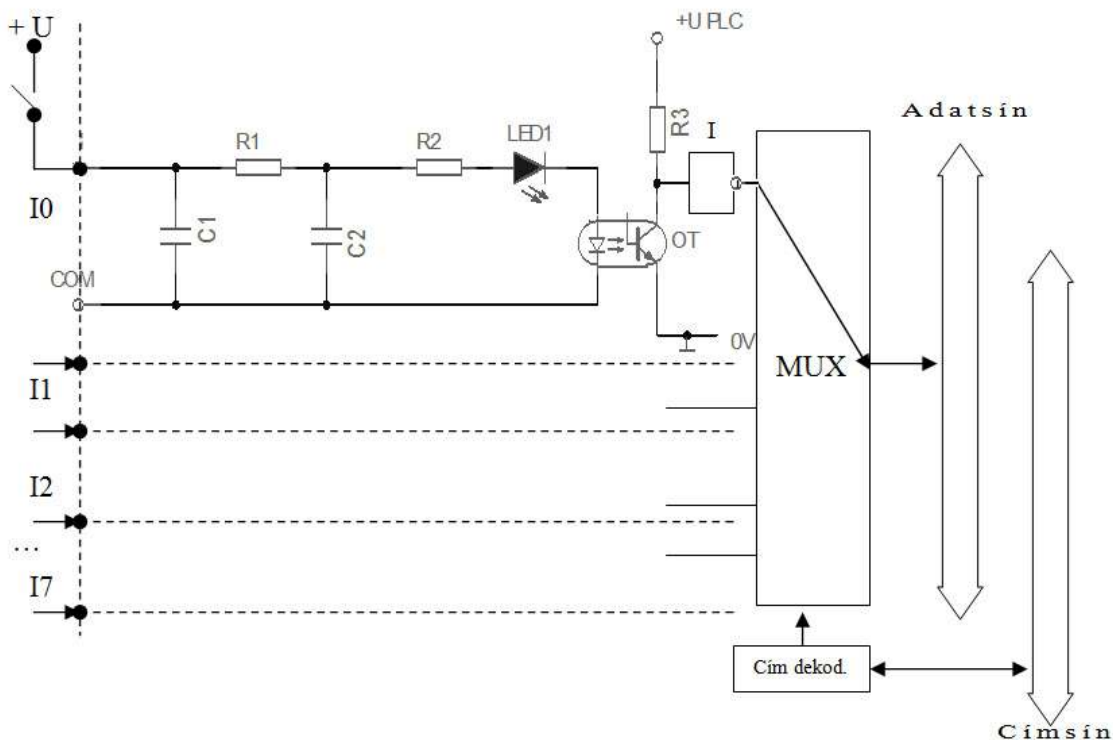 + U
+U PLC
Adatsín
R1
R2
LED1
R3
I
I0
C1
C2
OT
COM
0V
MUX
I1
I2
...
I7
Cím dekod.
Címsín